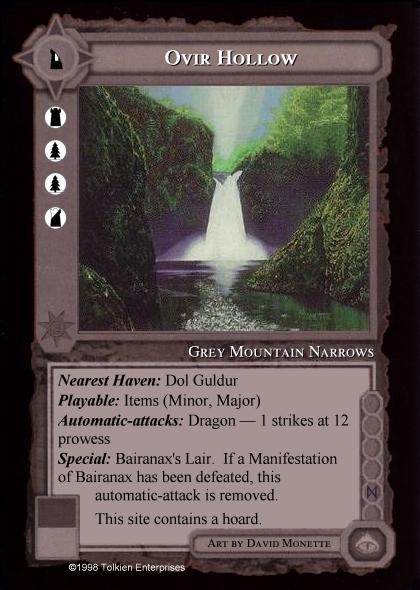 Ovir Hollow
Grey Mountain Narrows
Nearest Haven: Dol Guldur
Playable: Items (Minor, Major)
Automatic-attacks: Dragon — 1 strikes at 12
prowess
Special: Bairanax's Lair. If a Manifestation
of Bairanax has been defeated, this
automatic-attack is removed.
This site contains a hoard.
Art by David Monette
©1998 Tolkien Enterprises